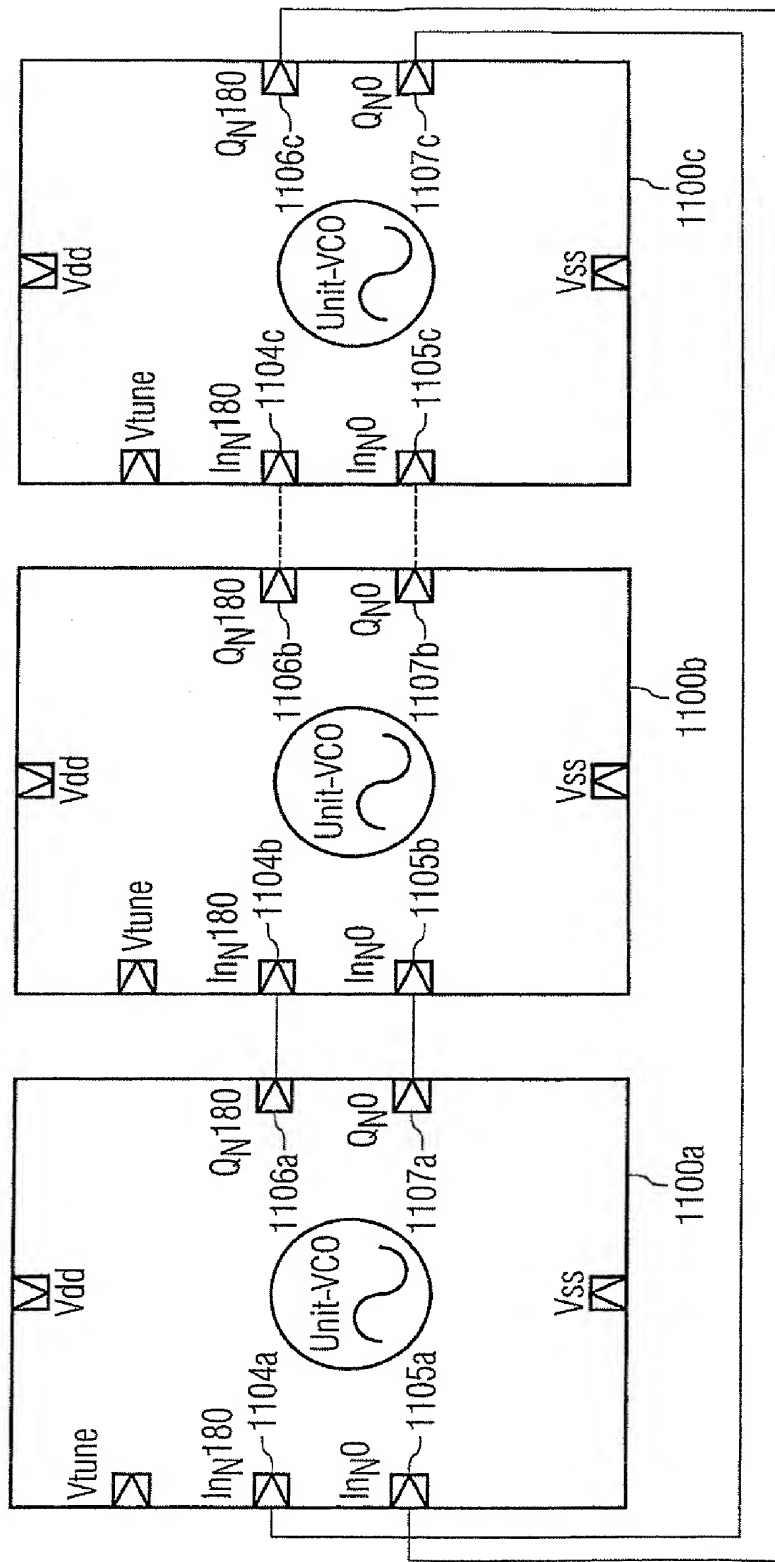 Vtune
Vdd
In_N180
1104a
Unit-VCO
Q_N180
1106a
In_N0
1105a
Q_N0
1107a
Vss
1100a
Vtune
Vdd
In_N180
1104b
Unit-VCO
Q_N180
1106b
In_N0
1105b
Q_N0
1107b
Vss
1100b
Vtune
Vdd
In_N180
1104c
Unit-VCO
Q_N180
1106c
In_N0
1105c
Q_N0
1107c
Vss
1100c